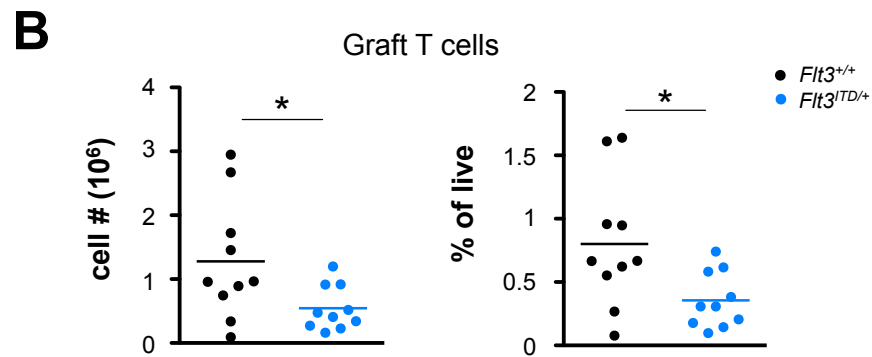 B
Graft T cells
Flt3+/+
Flt3ITD/+
cell # (10⁶)
4
3
2
1
0
*
% of live
2
1.5
1
0.5
0
*